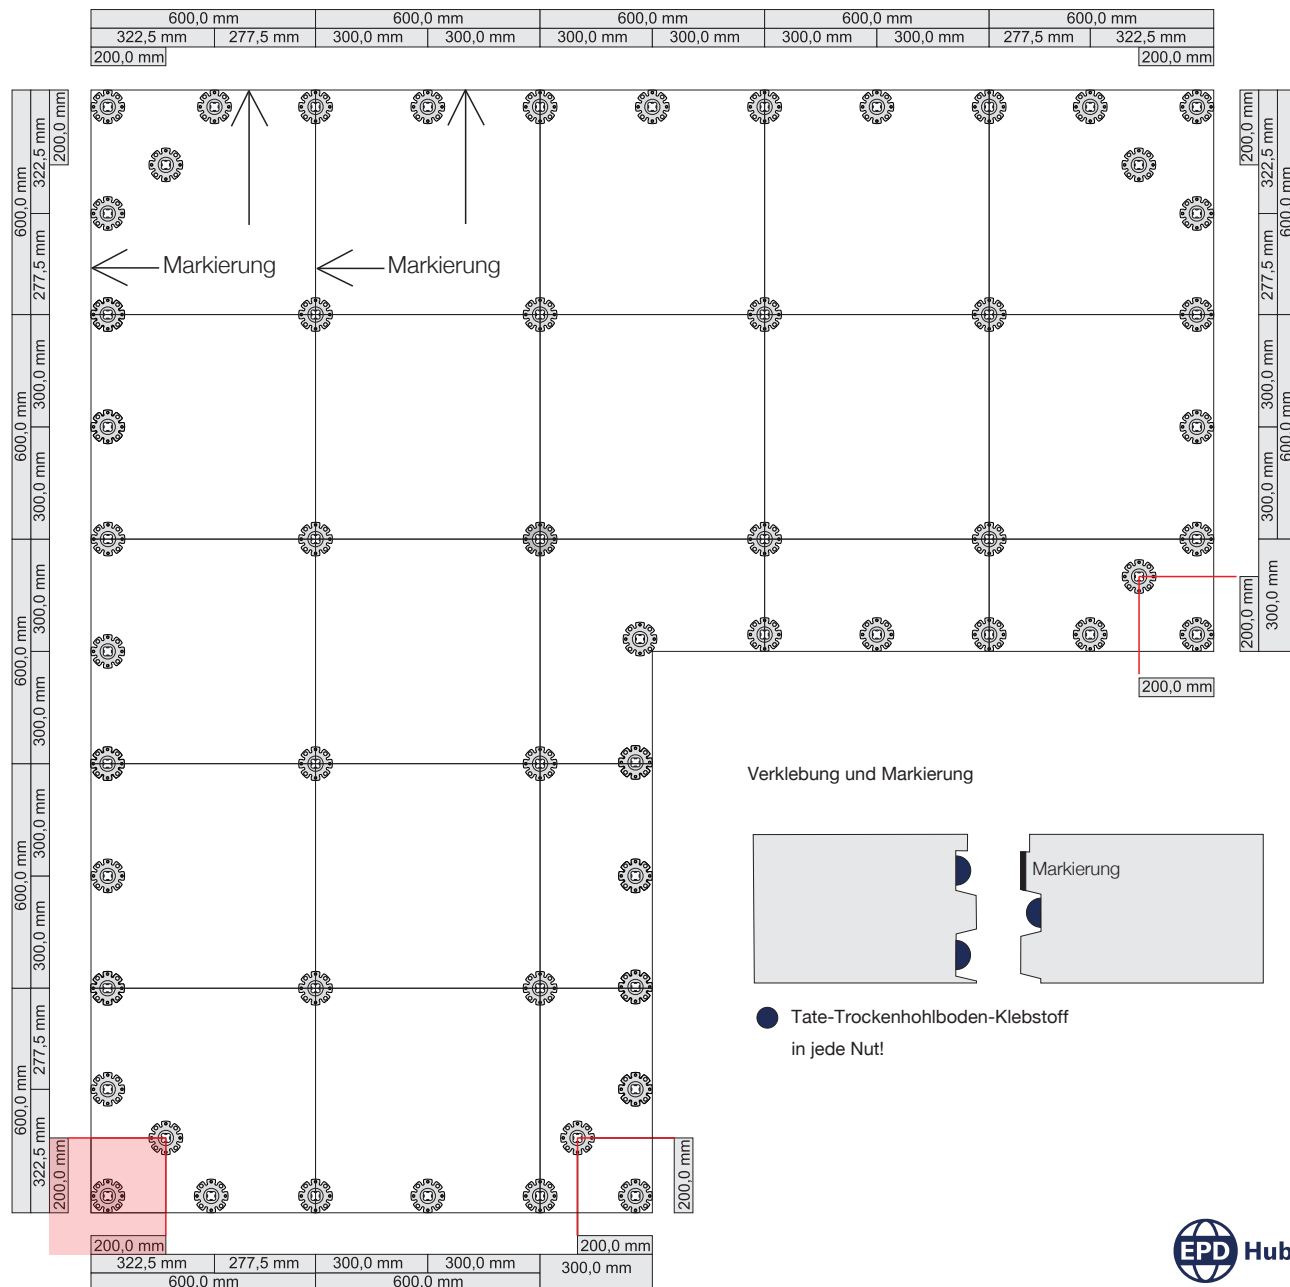 600,0 mm 600,0 mm 600,0 mm 600,0 mm 600,0 mm
322,5 mm 277,5 mm 300,0 mm 300,0 mm 300,0 mm 300,0 mm 300,0 mm 300,0 mm 277,5 mm 322,5 mm
200,0 mm 200,0 mm
600,0 mm 600,0 mm 600,0 mm 600,0 mm 600,0 mm
322,5 mm 277,5 mm 300,0 mm 300,0 mm 300,0 mm 300,0 mm 300,0 mm 300,0 mm 277,5 mm 322,5 mm
200,0 mm
200,0 mm
Markierung Markierung
200,0 mm
322,5 mm 277,5 mm 300,0 mm 300,0 mm
600,0 mm 600,0 mm
200,0 mm
300,0 mm
200,0 mm
Verklebung und Markierung
Markierung
Tate-Trockenhohlboden-Klebstoff
in jede Nut!
200,0 mm
200,0 mm 200,0 mm
322,5 mm 277,5 mm 300,0 mm 300,0 mm 300,0 mm
600,0 mm 600,0 mm
EPD Hub